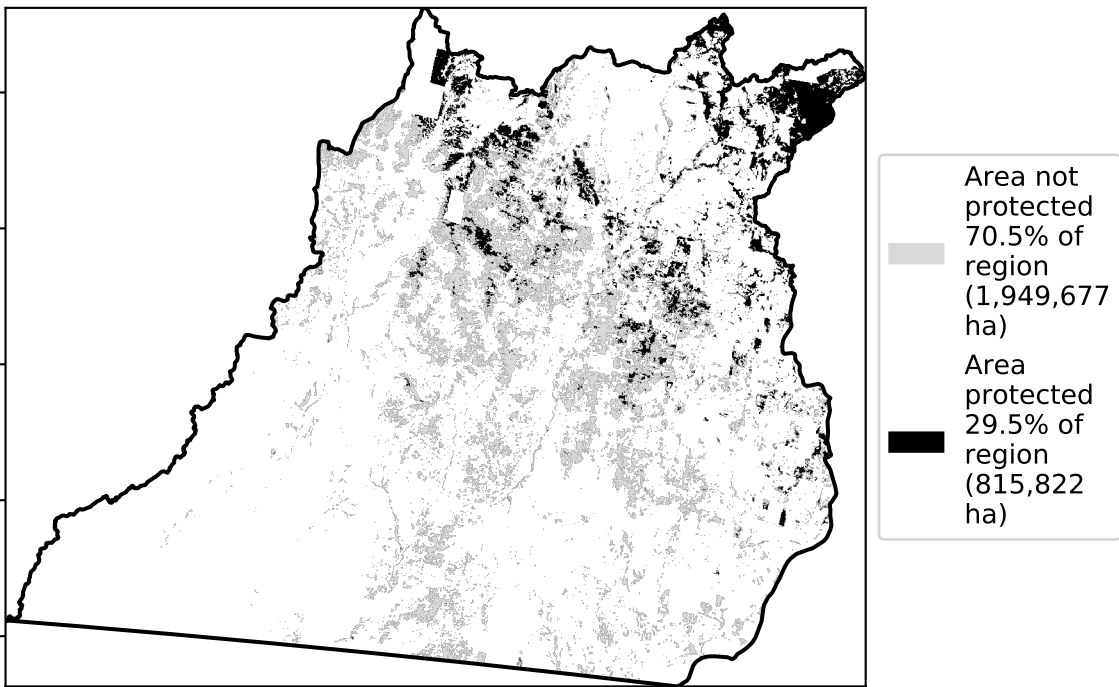 Area not
protected
70.5% of
region
(1,949,677
ha)
Area
protected
29.5% of
region
(815,822
ha)